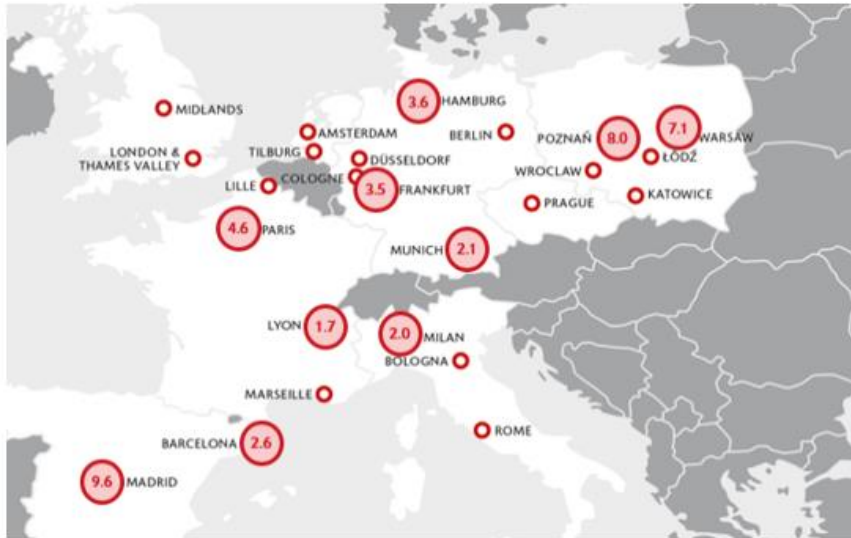 3.6
HAMBURG
MIDLANDS
AMSTERDAM
BERLIN
POZNAŃ
8.0
7.1
WARSAW
LONDON &
THAMES VALLEY
TILBURG
DÜSSELDORF
ŁÓDŹ
COLOGNE
WROCLAW
LILLE
3.5
FRANKFURT
KATOWICE
PRAGUE
4.6
PARIS
MUNICH
2.1
LYON
1.7
2.0
MILAN
BOLOGNA
MARSEILLE
BARCELONA
2.6
ROME
9.6
MADRID